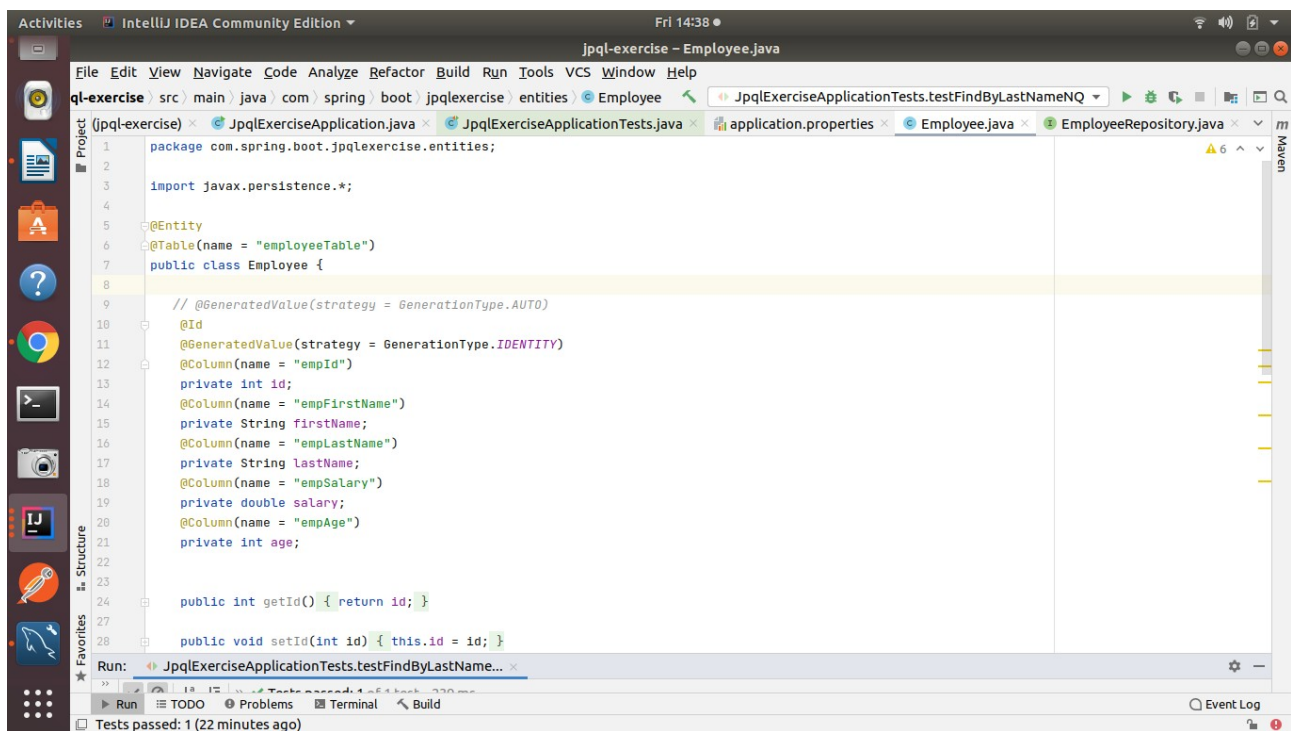 Activities IntelliJ IDEA Community Edition Fri 14:38
jpql-exercise – Employee.java
File Edit View Navigate Code Analyze Refactor Build Run Tools VCS Window Help
ql-exercise src main java com spring boot jpqlexercise entities Employee JpqlExerciseApplicationTests.testFindByLastNameNQ
(jpql-exercise) JpqlExerciseApplication.java JpqlExerciseApplicationTests.java application.properties Employee.java EmployeeRepository.java
Project
Maven
6
1 package com.spring.boot.jpqlexercise.entities;
2
3 import javax.persistence.*;
4
5 @Entity
6 @Table(name = "employeeTable")
7 public class Employee {
8
9 // @GeneratedValue(strategy = GenerationType.AUTO)
10 @Id
11 @GeneratedValue(strategy = GenerationType.IDENTITY)
12 @Column(name = "empId")
13 private int id;
14 @Column(name = "empFirstName")
15 private String firstName;
16 @Column(name = "empLastName")
17 private String lastName;
18 @Column(name = "empSalary")
19 private double salary;
20 @Column(name = "empAge")
21 private int age;
22
23
24 public int getId() { return id; }
27
28 public void setId(int id) { this.id = id; }
Structure
Favorites
Run: JpqlExerciseApplicationTests.testFindByLastName...
Tests passed: 1 of 1 test
Run TODO Problems Terminal Build Event Log
Tests passed: 1 (22 minutes ago)